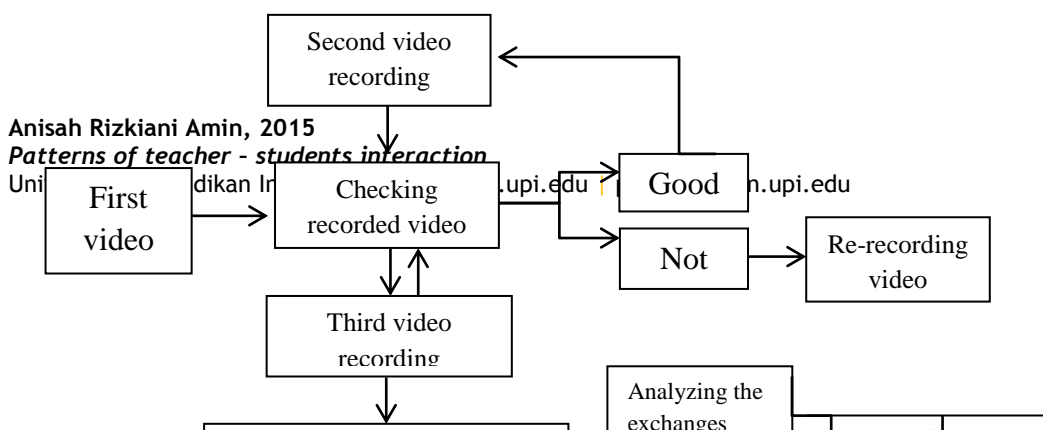 Second video
recording
Anisah Rizkiani Amin, 2015
Patterns of teacher – students interaction
Uni dikan In .upi.edu n.upi.edu
First
video
Checking
recorded video
Good
Not
Re-recording
video
Third video
recording
Analyzing the
exchanges